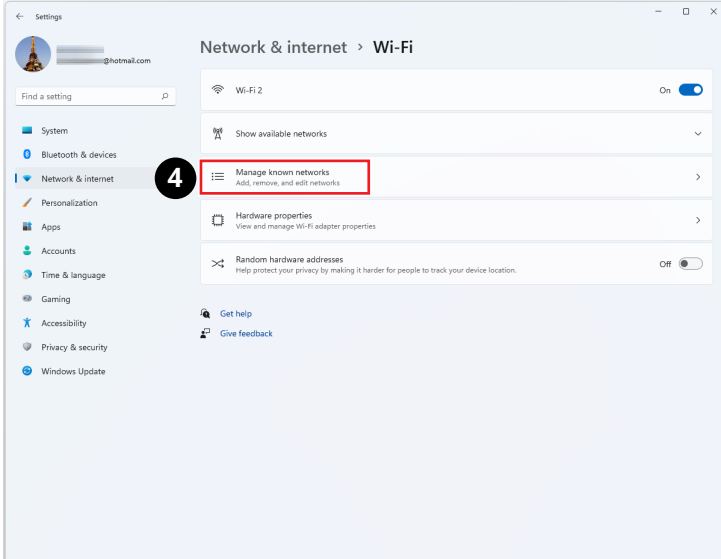 Settings
@hotmail.com
Find a setting
System
Bluetooth & devices
Network & internet
Personalization
Apps
Accounts
Time & language
Gaming
Accessibility
Privacy & security
Windows Update
Network & internet > Wi-Fi
Wi-Fi 2
On
Show available networks
4
Manage known networks
Add, remove, and edit networks
Hardware properties
View and manage Wi-Fi adapter properties
Random hardware addresses
Help protect your privacy by making it harder for people to track your device location.
Off
Get help
Give feedback